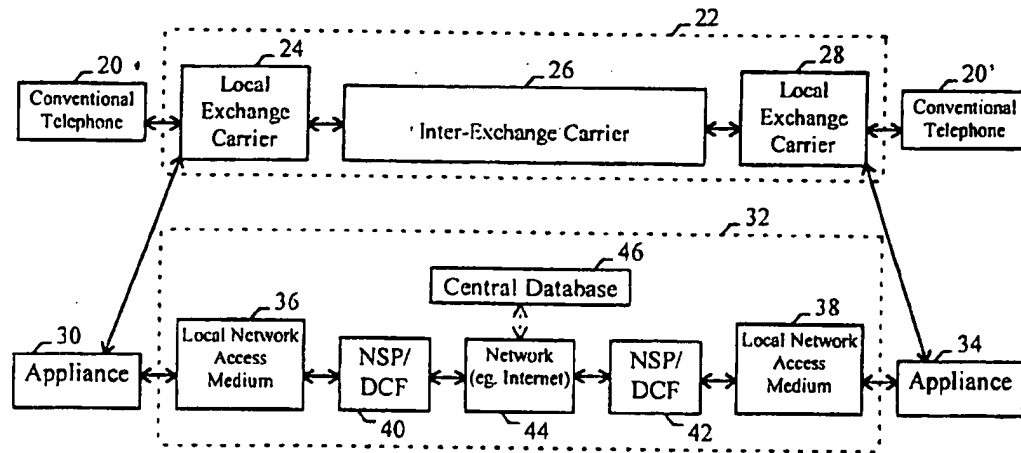 22
20
24
26
28
20'
Conventional
Telephone
Local
Exchange
Carrier
Inter-Exchange Carrier
Local
Exchange
Carrier
Conventional
Telephone
32
46
Central Database
36
38
30
34
Appliance
Local Network
Access
Medium
NSP/
DCF
Network
(eg. Internet)
NSP/
DCF
Local Network
Access
Medium
Appliance
40
44
42